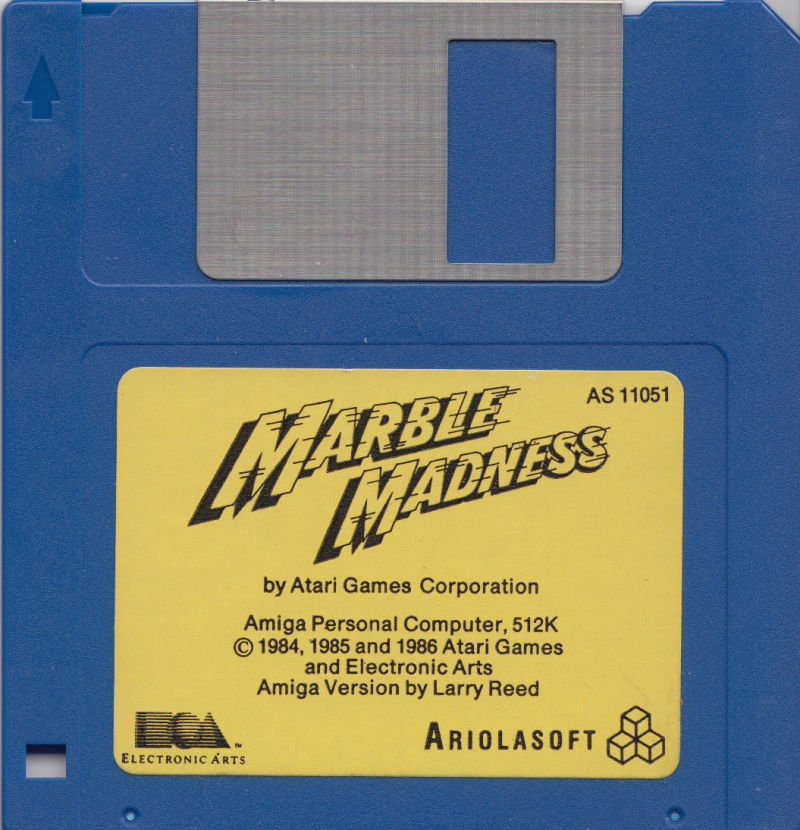 AS 11051
MARBLE
MADNESS
by Atari Games Corporation
Amiga Personal Computer, 512K
© 1984, 1985 and 1986 Atari Games
and Electronic Arts
Amiga Version by Larry Reed
EOA™
ELECTRONIC ARTS
ARIOLASOFT